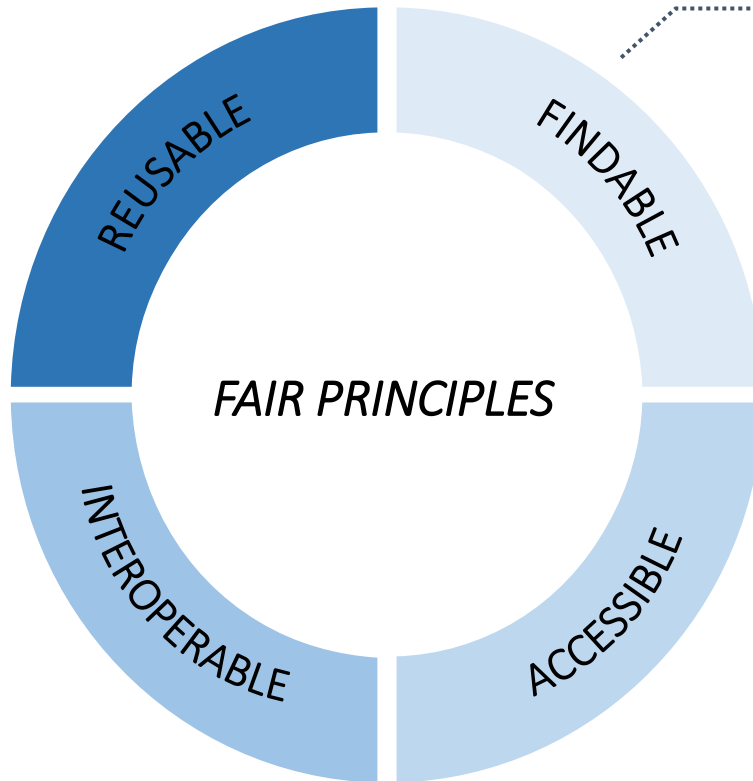 FINDABLE
ACCESSIBLE
INTEROPERABLE
REUSABLE
FAIR PRINCIPLES